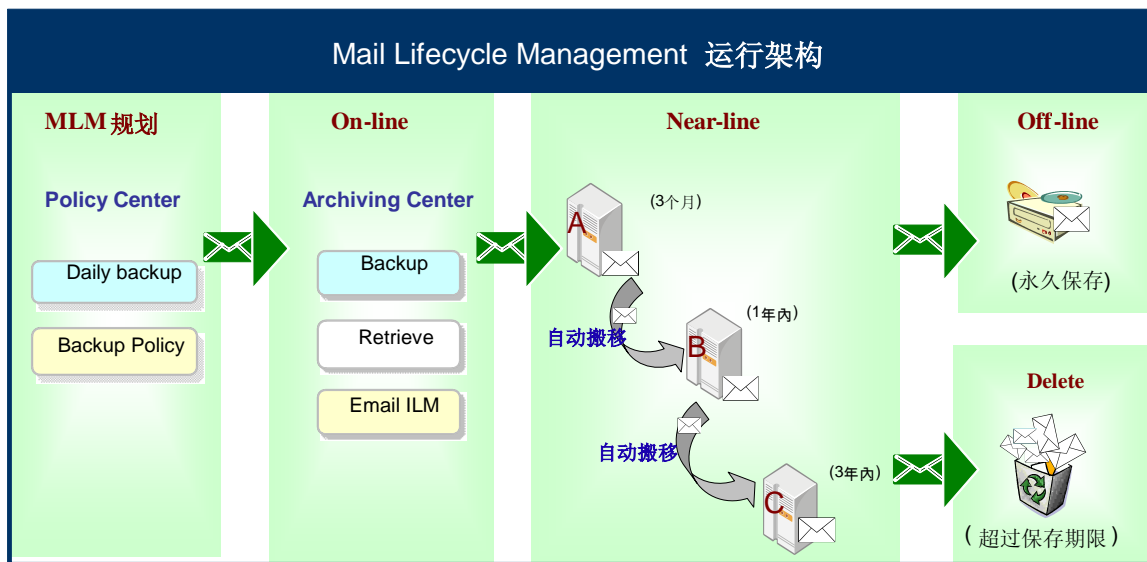 Mail Lifecycle Management 运行架构
MLM 规划
Policy Center
Daily backup
Backup Policy
On-line
Archiving Center
Backup
Retrieve
Email ILM
Near-line
A
(3个月)
自动搬移
B
(1年內)
自动搬移
C
(3年內)
Off-line
(永久保存)
Delete
( 超过保存期限 )